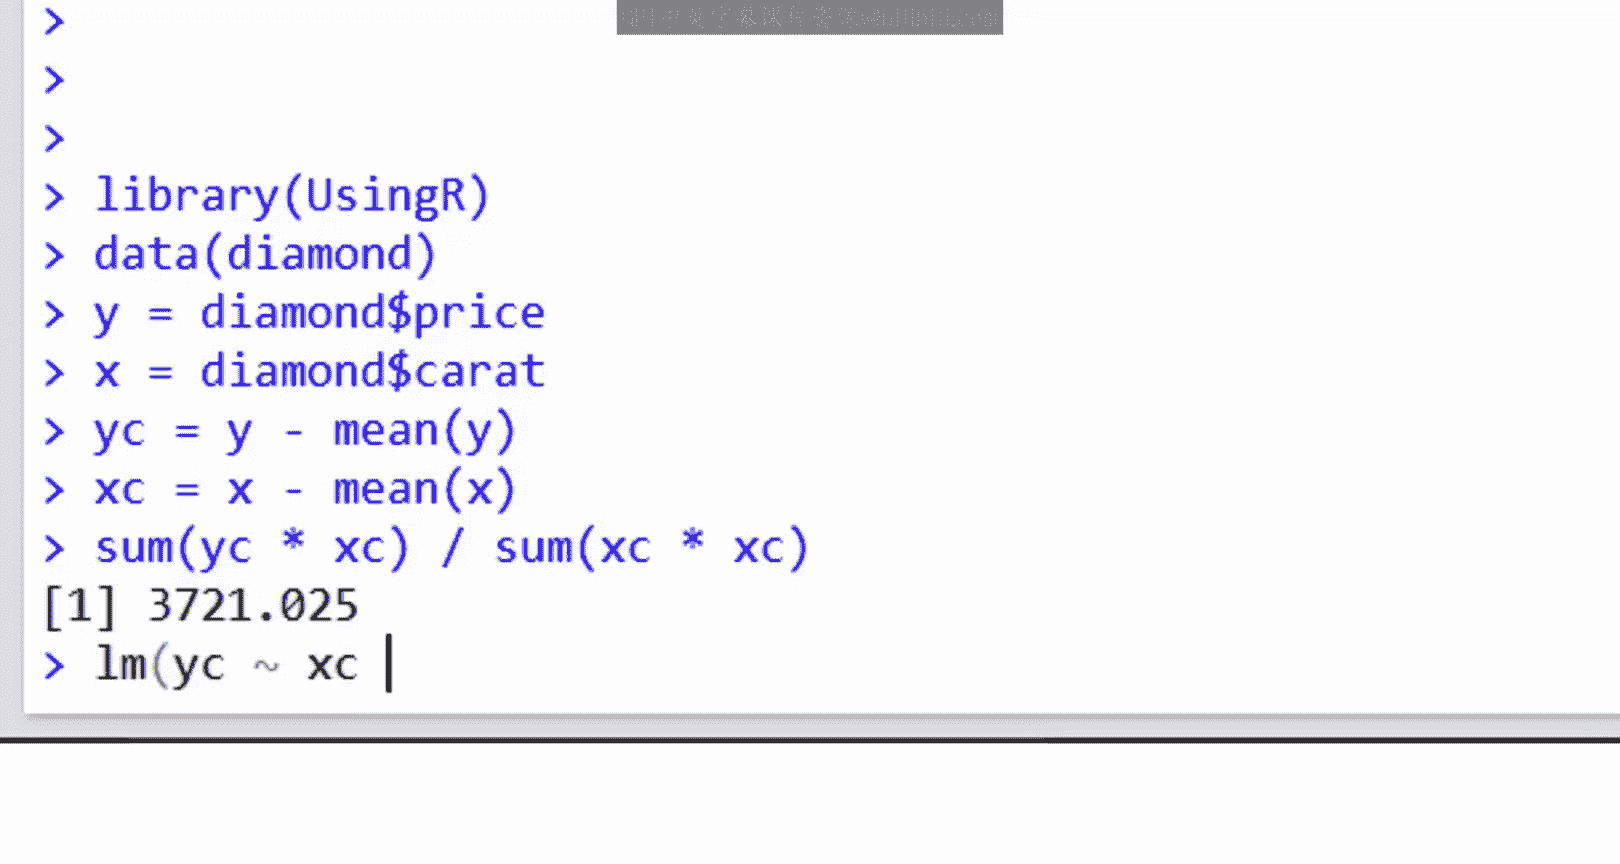 >
>
>
> library(UsingR)
> data(diamond)
> y = diamond$price
> x = diamond$carat
> yc = y - mean(y)
> xc = x - mean(x)
> sum(yc * xc) / sum(xc * xc)
[1] 3721.025
> lm(yc ~ xc